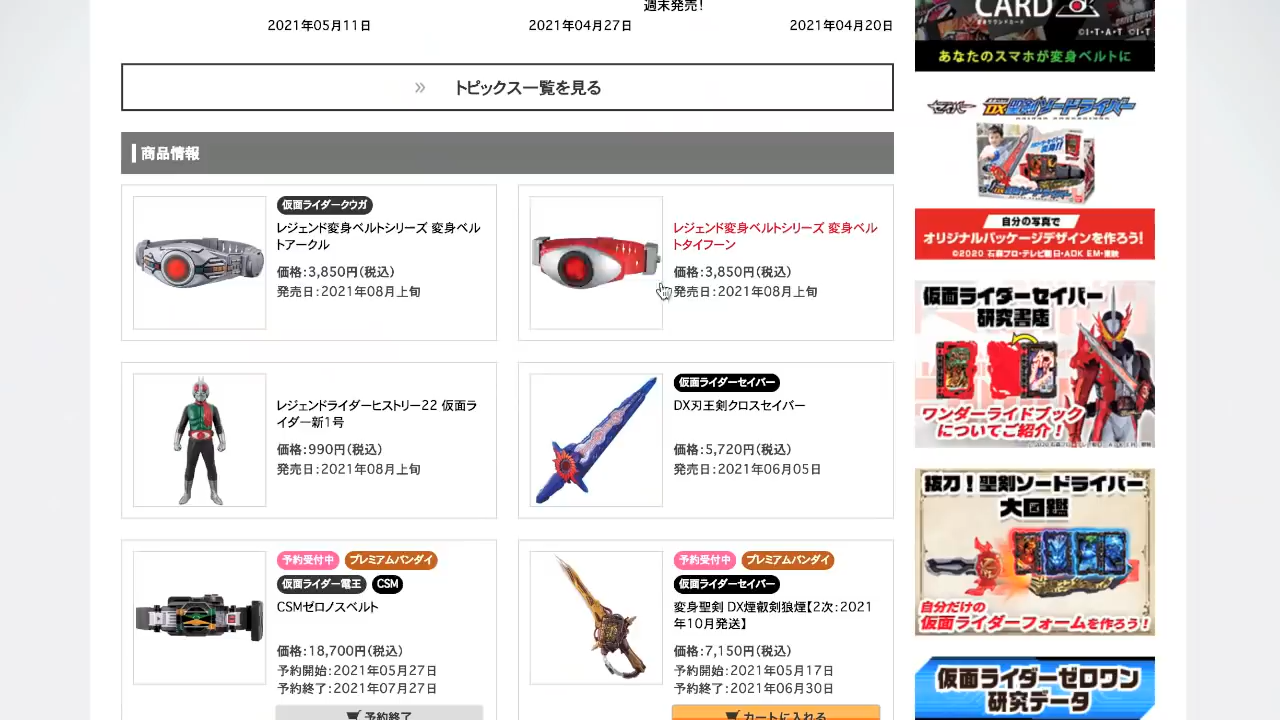 週末発売!
2021年05月11日
2021年04月27日
2021年04月20日
» トピックス一覧を見る
商品情報
仮面ライダークウガ
レジェンド変身ベルトシリーズ 変身ベル
トアークル
価格:3,850円(税込)
発売日:2021年08月上旬
レジェンド変身ベルトシリーズ 変身ベル
トタイフーン
価格:3,850円(税込)
発売日:2021年08月上旬
レジェンドライダーヒストリー22 仮面ラ
イダー新1号
価格:990円(税込)
発売日:2021年08月上旬
仮面ライダーセイバー
DX刃王剣クロスセイバー
価格:5,720円(税込)
発売日:2021年06月05日
予約受付中 プレミアムバンダイ
仮面ライダー電王 CSM
CSMゼロノスベルト
価格:18,700円(税込)
予約開始:2021年05月27日
予約終了:2021年07月27日
予約終了
予約受付中 プレミアムバンダイ
仮面ライダーセイバー
変身聖剣 DX煙叡剣狼煙【2次:2021
年10月発送】
価格:7,150円(税込)
予約開始:2021年05月17日
予約終了:2021年06月30日
カートに入れる
CARD
©I・T・A・T ©I・T
あなたのスマホが変身ベルトに
セイバー
変身ベルト DX聖剣ソードライバー
自分の写真で
オリジナルパッケージデザインを作ろう!
©2020 石森プロ・テレビ朝日・ADK EM・東映
仮面ライダーセイバー
研究書店
ワンダーライドブック
についてご紹介!
抜刀!聖剣ソードライバー
大図鑑
自分だけの
仮面ライダーフォームを作ろう!
仮面ライダーゼロワン
研究データ